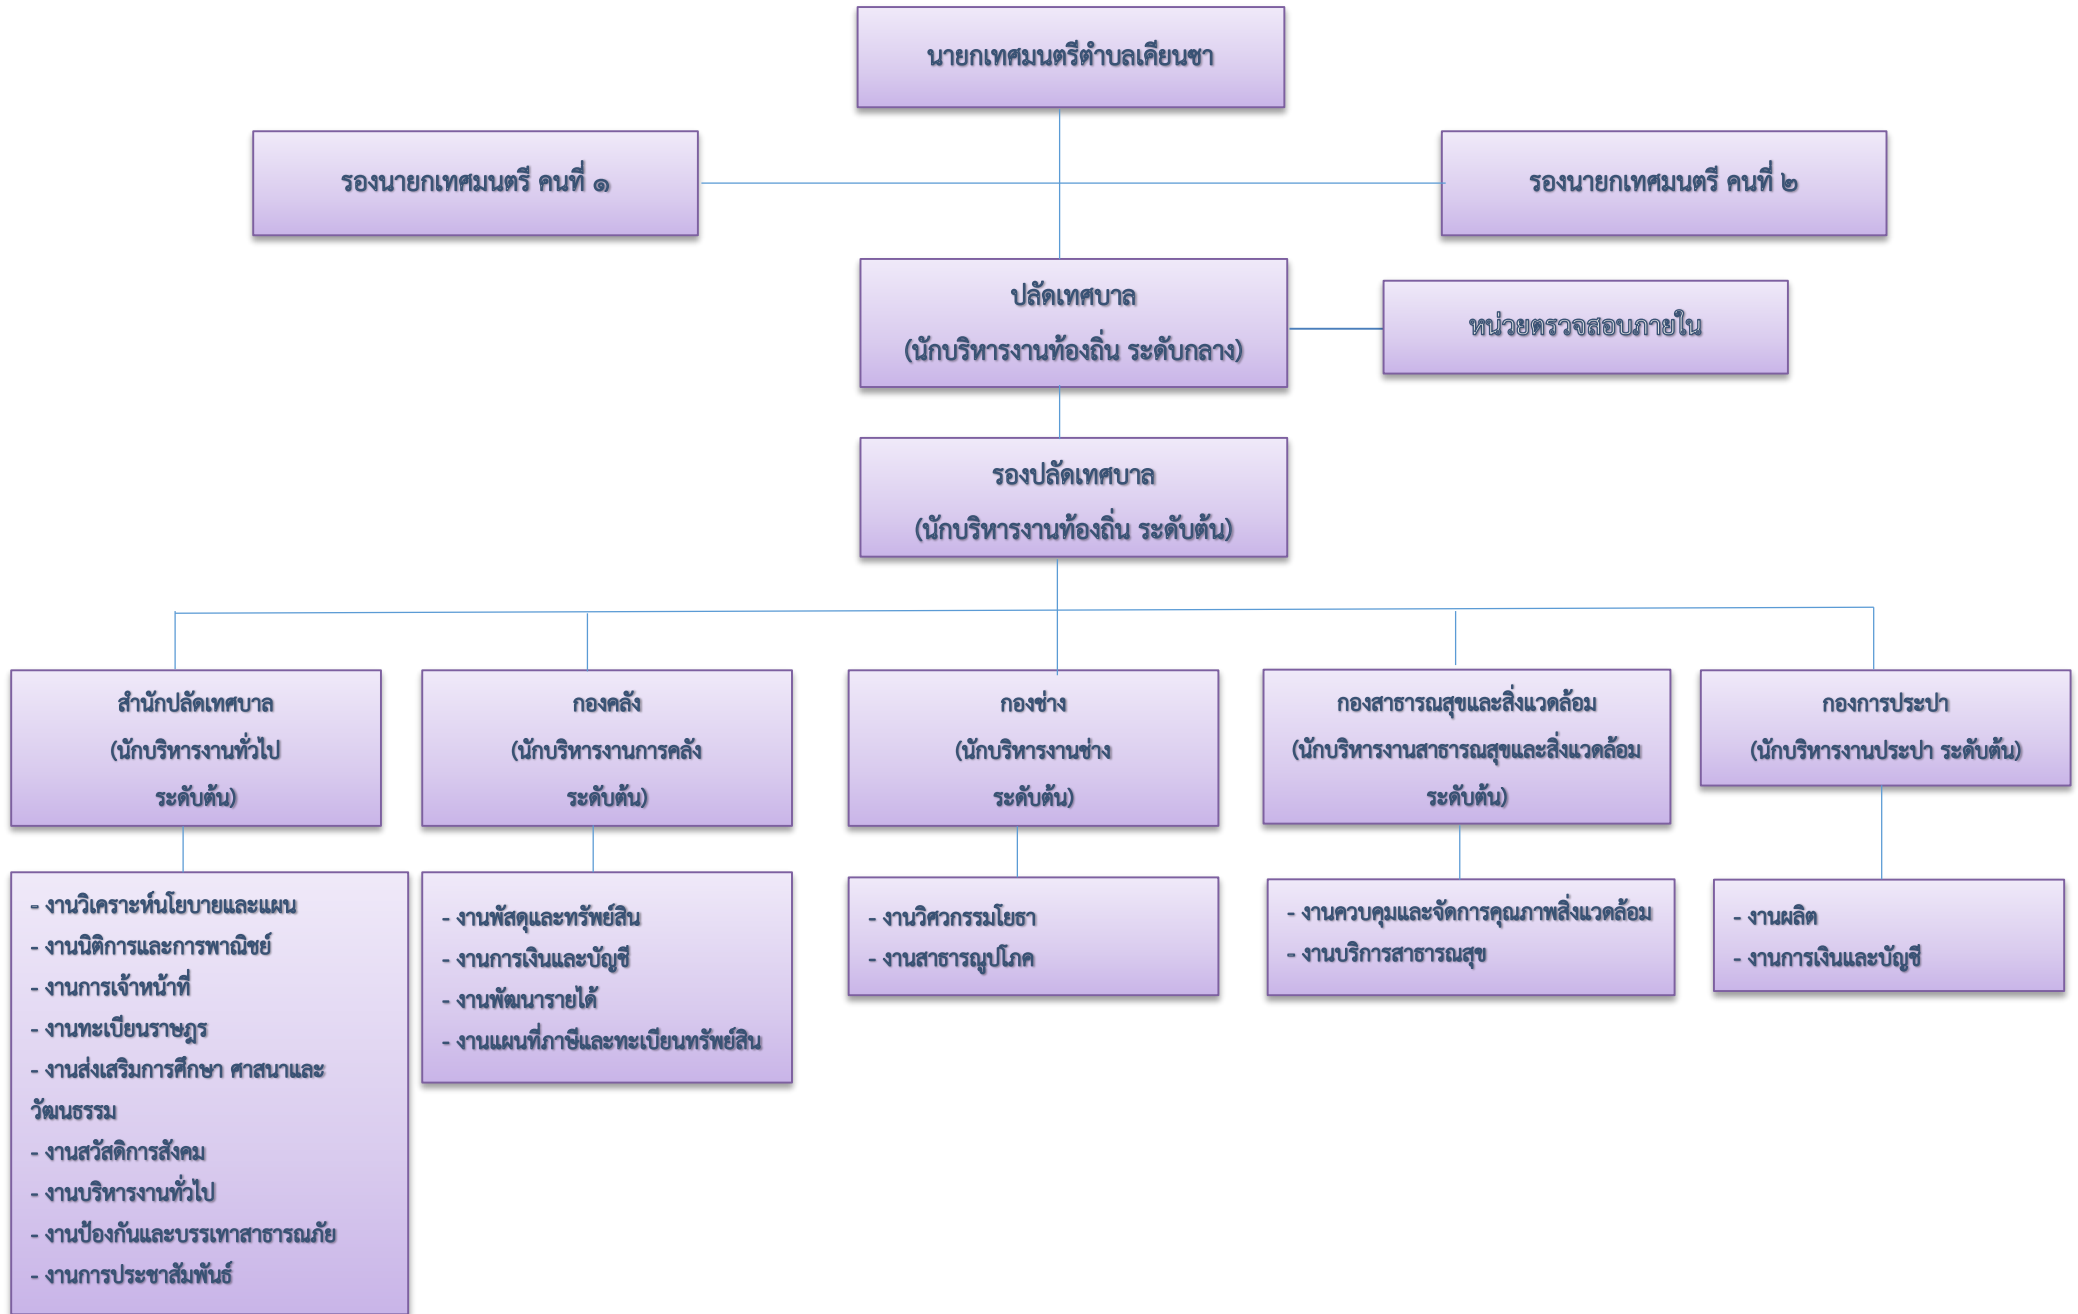 นายกเทศมนตรีตำบลเคียนซา
รองนายกเทศมนตรี คนที่ ๑
รองนายกเทศมนตรี คนที่ ๒
ปลัดเทศบาล
(นักบริหารงานท้องถิ่น ระดับกลาง)
หน่วยตรวจสอบภายใน
รองปลัดเทศบาล
(นักบริหารงานท้องถิ่น ระดับต้น)
สำนักปลัดเทศบาล
(นักบริหารงานทั่วไป
ระดับต้น)
กองคลัง
(นักบริหารงานการคลัง
ระดับต้น)
กองช่าง
(นักบริหารงานช่าง
ระดับต้น)
กองสาธารณสุขและสิ่งแวดล้อม
(นักบริหารงานสาธารณสุขและสิ่งแวดล้อม
ระดับต้น)
กองการประปา
(นักบริหารงานประปา ระดับต้น)
- งานวิเคราะห์นโยบายและแผน
- งานนิติการและการพาณิชย์
- งานการเจ้าหน้าที่
- งานทะเบียนราษฎร
- งานส่งเสริมการศึกษา ศาสนาและ
วัฒนธรรม
- งานสวัสดิการสังคม
- งานบริหารงานทั่วไป
- งานป้องกันและบรรเทาสาธารณภัย
- งานการประชาสัมพันธ์
- งานพัสดุและทรัพย์สิน
- งานการเงินและบัญชี
- งานพัฒนารายได้
- งานแผนที่ภาษีและทะเบียนทรัพย์สิน
- งานวิศวกรรมโยธา
- งานสาธารณูปโภค
- งานควบคุมและจัดการคุณภาพสิ่งแวดล้อม
- งานบริการสาธารณสุข
- งานผลิต
- งานการเงินและบัญชี